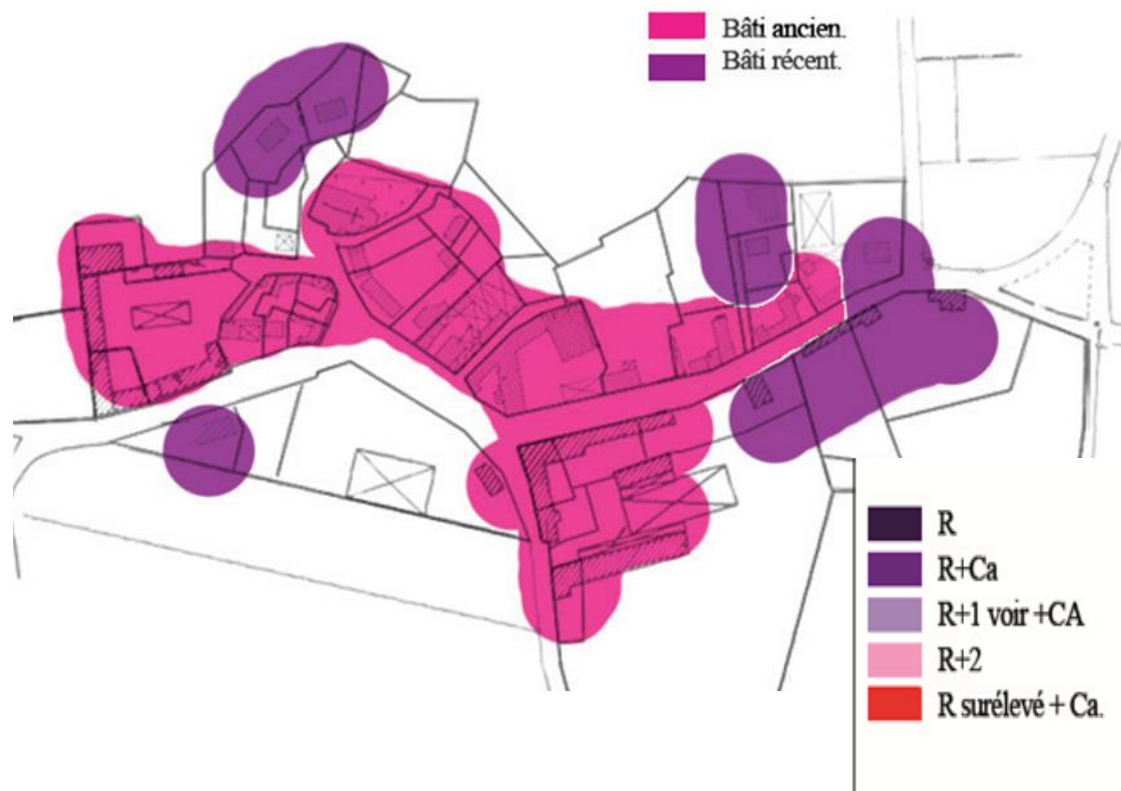 Bâti ancien.
Bâti récent.
R
R+Ca
R+1 voir +CA
R+2
R surélevé + Ca.